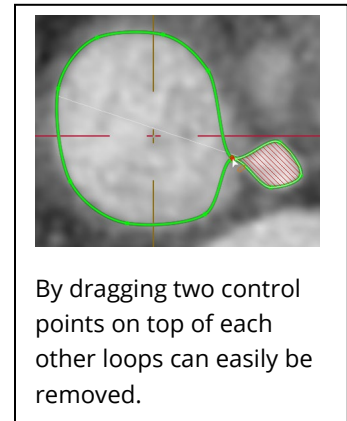 By dragging two control
points on top of each
other loops can easily be
removed.